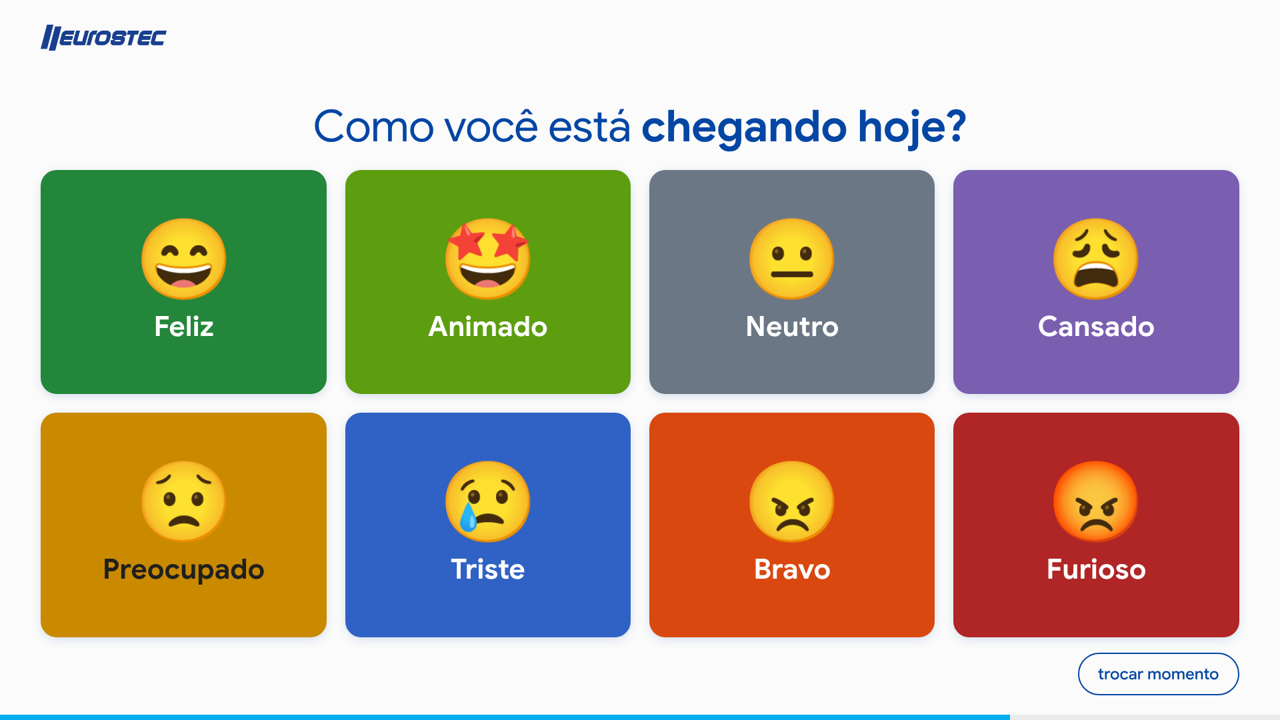 EUROSTEC
Como você está chegando hoje?
Feliz
Animado
Neutro
Cansado
Preocupado
Triste
Bravo
Furioso
trocar momento